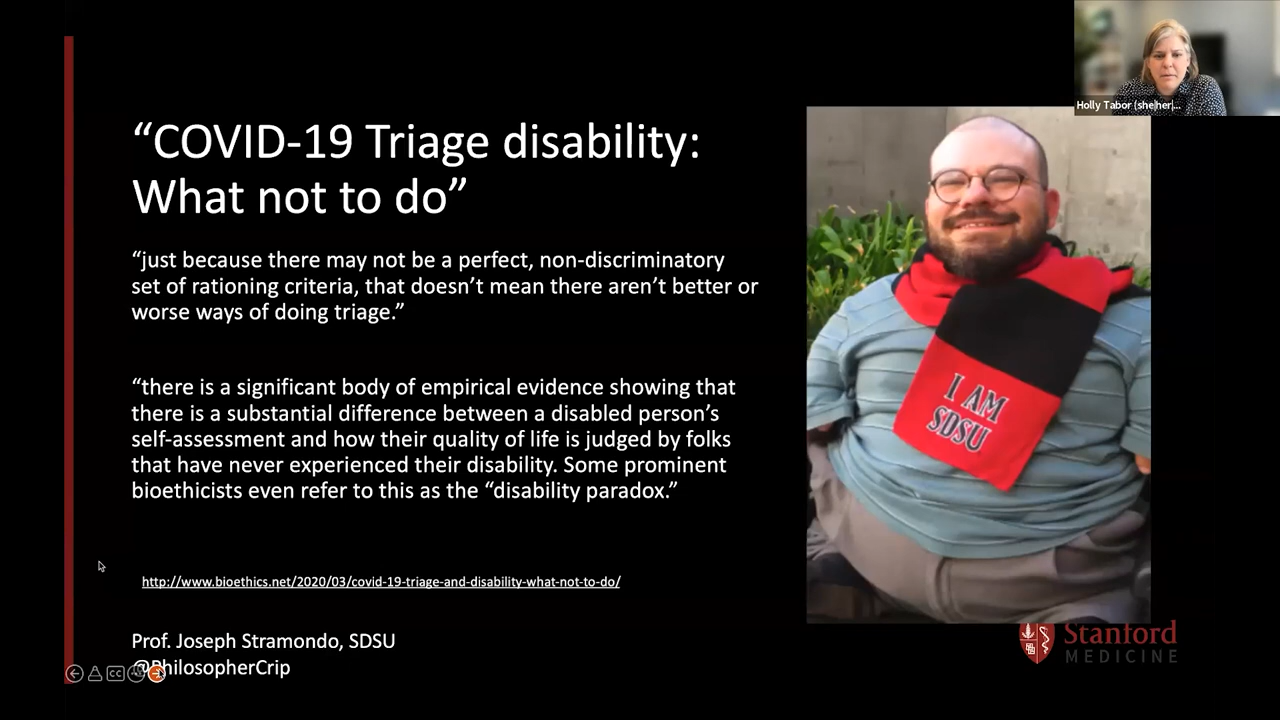 Holly Tabor (she|her|...
“COVID-19 Triage disability:
What not to do”
“just because there may not be a perfect, non-discriminatory
set of rationing criteria, that doesn’t mean there aren’t better or
worse ways of doing triage.”
“there is a significant body of empirical evidence showing that
there is a substantial difference between a disabled person’s
self-assessment and how their quality of life is judged by folks
that have never experienced their disability. Some prominent
bioethicists even refer to this as the “disability paradox.”
I AM
SDSU
http://www.bioethics.net/2020/03/covid-19-triage-and-disability-what-not-to-do/
Prof. Joseph Stramondo, SDSU
@PhilosopherCrip
CC
Stanford
MEDICINE